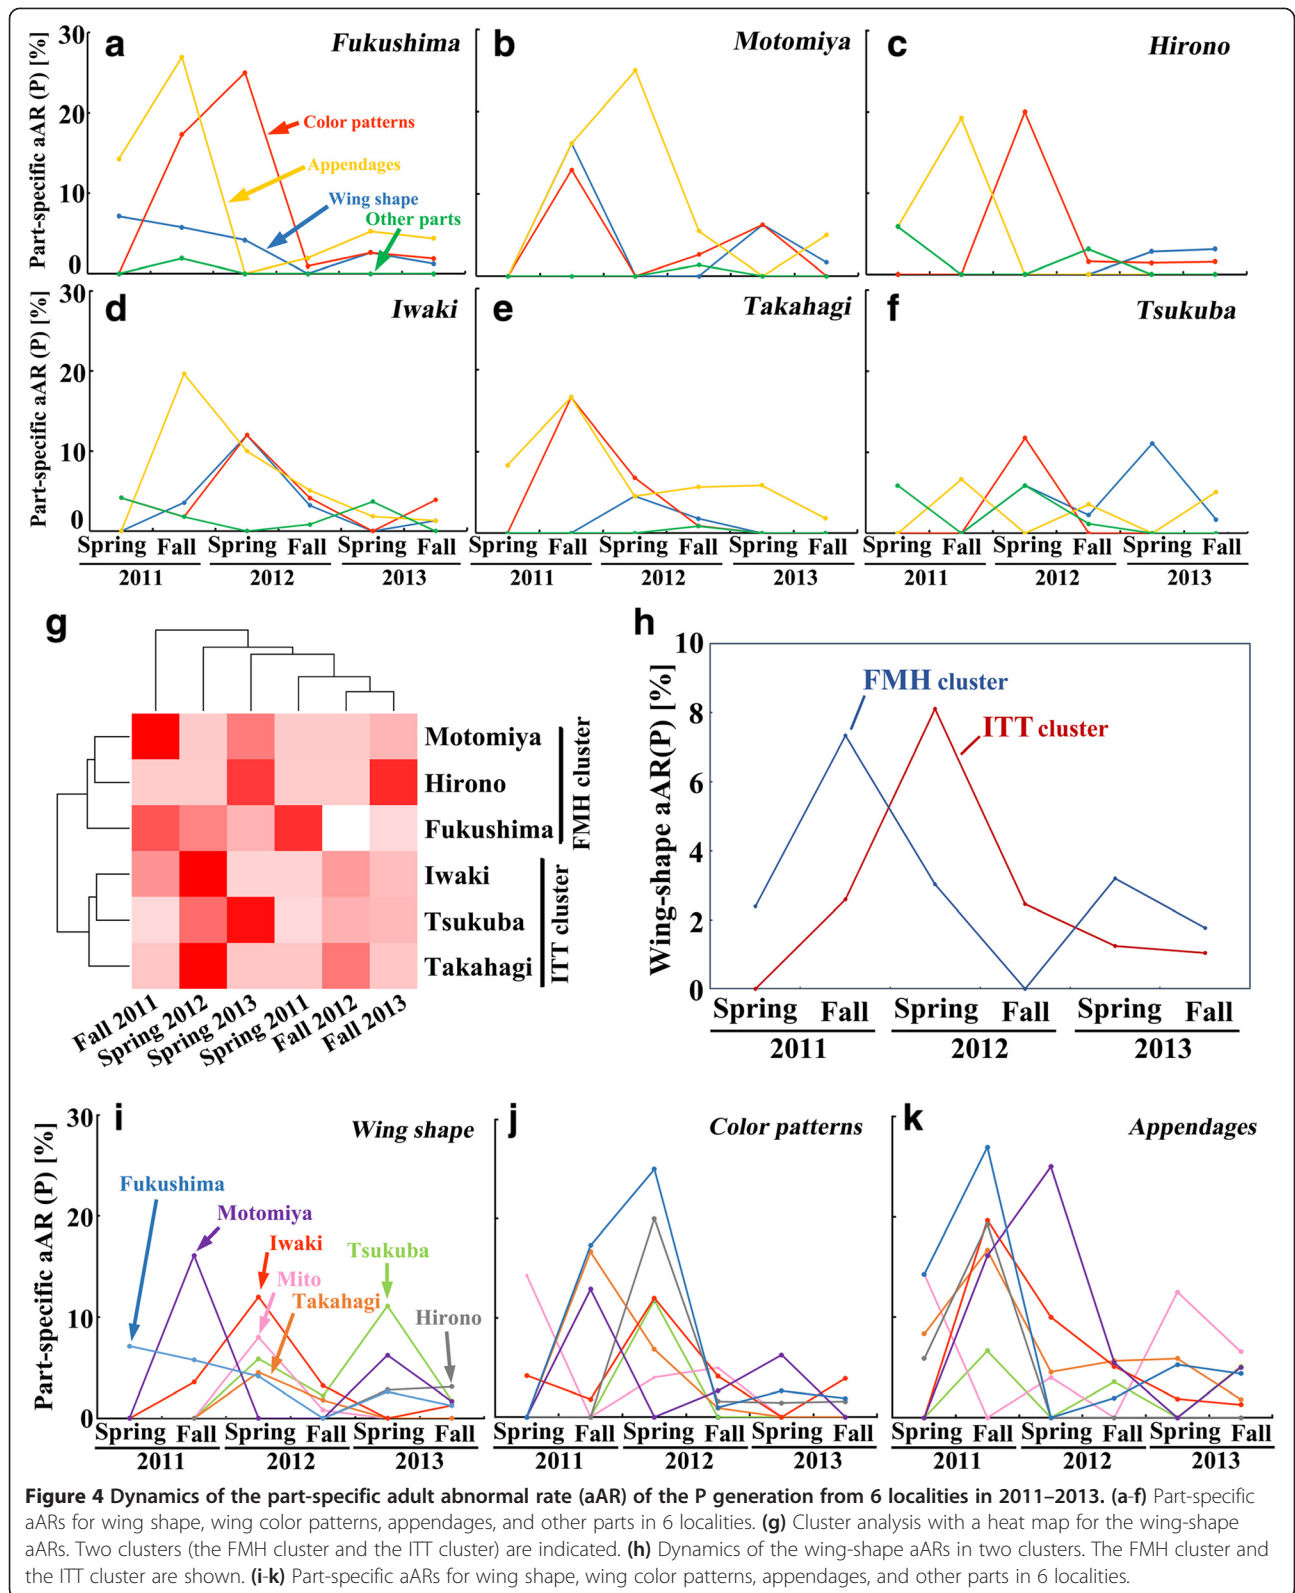 a
Fukushima
b
Motomiya
c
Hirono
Part-specific aAR (P) [%]
30
20
10
0
Color patterns
Appendages
Wing shape
Other parts
d
Iwaki
e
Takahagi
f
Tsukuba
Part-specific aAR (P) [%]
30
20
10
0
Spring Fall Spring Fall Spring Fall
2011 2012 2013
Spring Fall Spring Fall Spring Fall
2011 2012 2013
Spring Fall Spring Fall Spring Fall
2011 2012 2013
g
Motomiya
Hirono
Fukushima
Iwaki
Tsukuba
Takahagi
FMH cluster
ITT cluster
Fall 2011
Spring 2012
Spring 2013
Spring 2011
Fall 2012
Fall 2013
h
Wing-shape aAR(P) [%]
10
8
6
4
2
0
FMH cluster
ITT cluster
Spring Fall Spring Fall Spring Fall
2011 2012 2013
i
Wing shape
j
Color patterns
k
Appendages
Part-specific aAR (P) [%]
30
20
10
0
Fukushima
Motomiya
Iwaki
Mito
Takahagi
Tsukuba
Hirono
Spring Fall Spring Fall Spring Fall
2011 2012 2013
Spring Fall Spring Fall Spring Fall
2011 2012 2013
Spring Fall Spring Fall Spring Fall
2011 2012 2013
Figure 4 Dynamics of the part-specific adult abnormal rate (aAR) of the P generation from 6 localities in 2011–2013. (a-f) Part-specific
aARs for wing shape, wing color patterns, appendages, and other parts in 6 localities. (g) Cluster analysis with a heat map for the wing-shape
aARs. Two clusters (the FMH cluster and the ITT cluster) are indicated. (h) Dynamics of the wing-shape aARs in two clusters. The FMH cluster and
the ITT cluster are shown. (i-k) Part-specific aARs for wing shape, wing color patterns, appendages, and other parts in 6 localities.